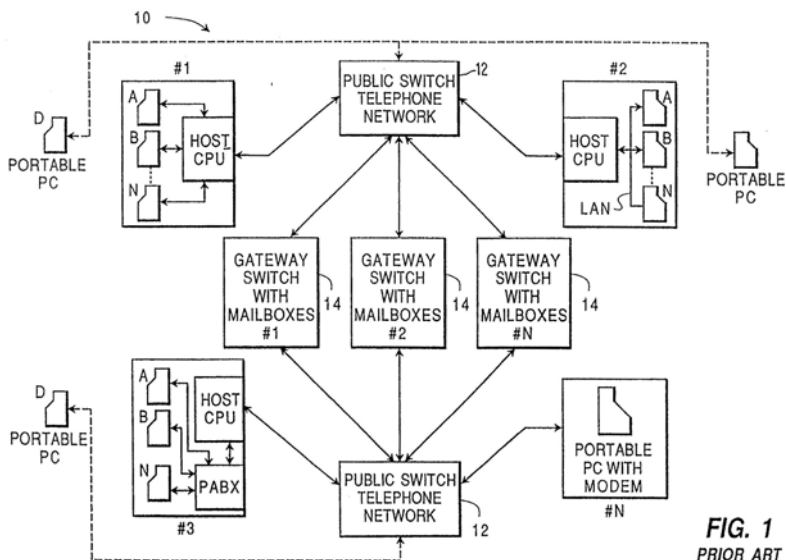 10
#1
A
B
N
HOST
CPU
D
PORTABLE
PC
PUBLIC SWITCH
TELEPHONE
NETWORK
12
#2
HOST
CPU
A
B
N
LAN
PORTABLE
PC
GATEWAY
SWITCH
WITH
MAILBOXES
#1
14
GATEWAY
SWITCH
WITH
MAILBOXES
#2
14
GATEWAY
SWITCH
WITH
MAILBOXES
#N
14
D
PORTABLE
PC
A
B
N
HOST
CPU
PABX
#3
PUBLIC SWITCH
TELEPHONE
NETWORK
12
PORTABLE
PC WITH
MODEM
#N
FIG. 1
PRIOR ART